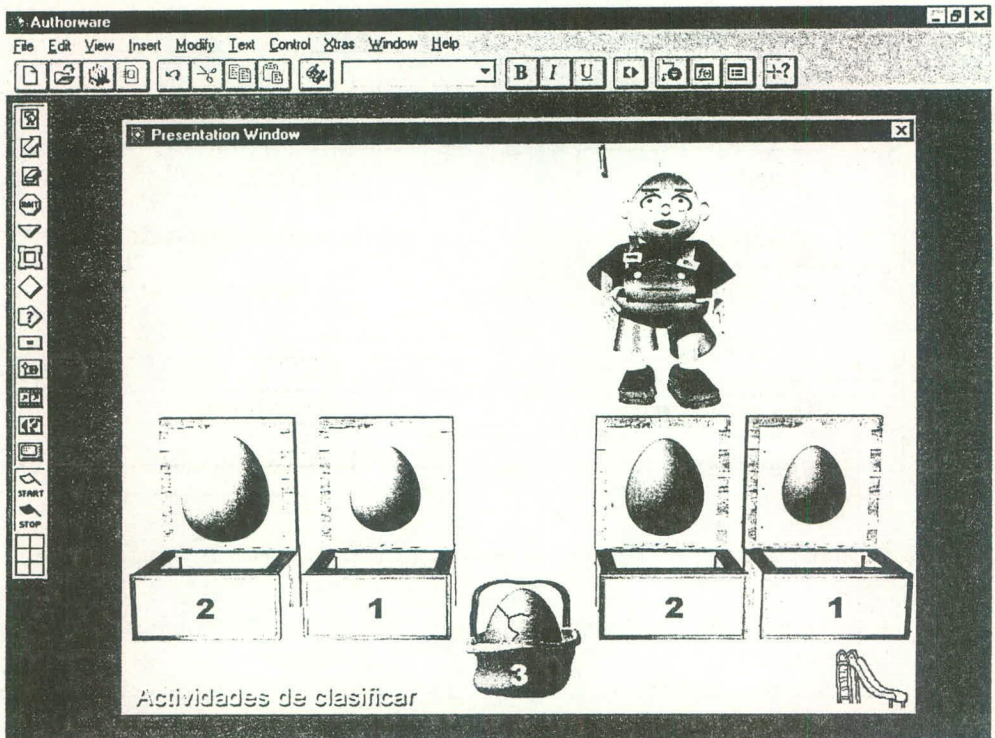 Authorware
File Edit View Insert Modify Text Control Xtras Window Help
B I U
Presentation Window
WAIT
START
STOP
2 1 2 1
3
Actividades de clasificar